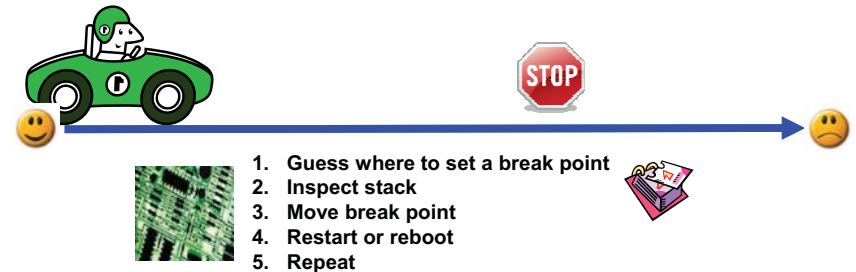 STOP
1. Guess where to set a break point
2. Inspect stack
3. Move break point
4. Restart or reboot
5. Repeat